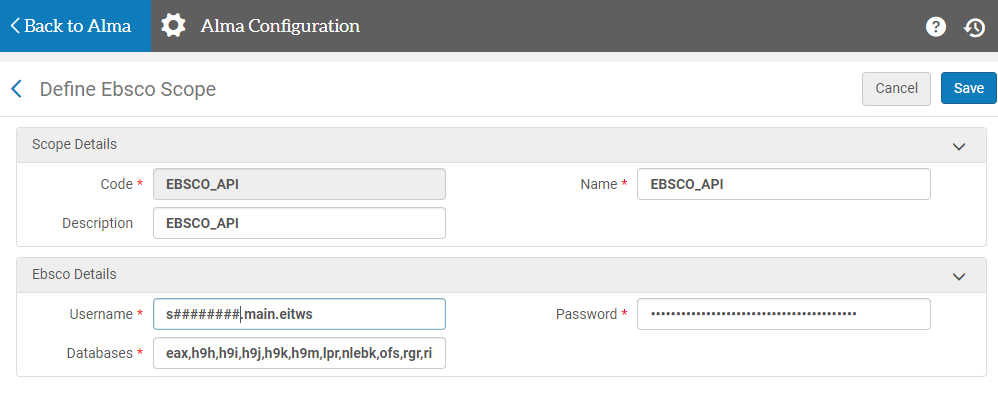 Back to Alma Alma Configuration
Define Ebsco Scope Cancel Save
Scope Details
Code * EBSCO_API Name * EBSCO_API
Description EBSCO_API
Ebsco Details
Username * s########.main.eitws Password * •••••••••••••••••••••••••••••••••••••••••
Databases * eax,h9h,h9i,h9j,h9k,h9m,lpr,nlebk,ofs,rgr,ri